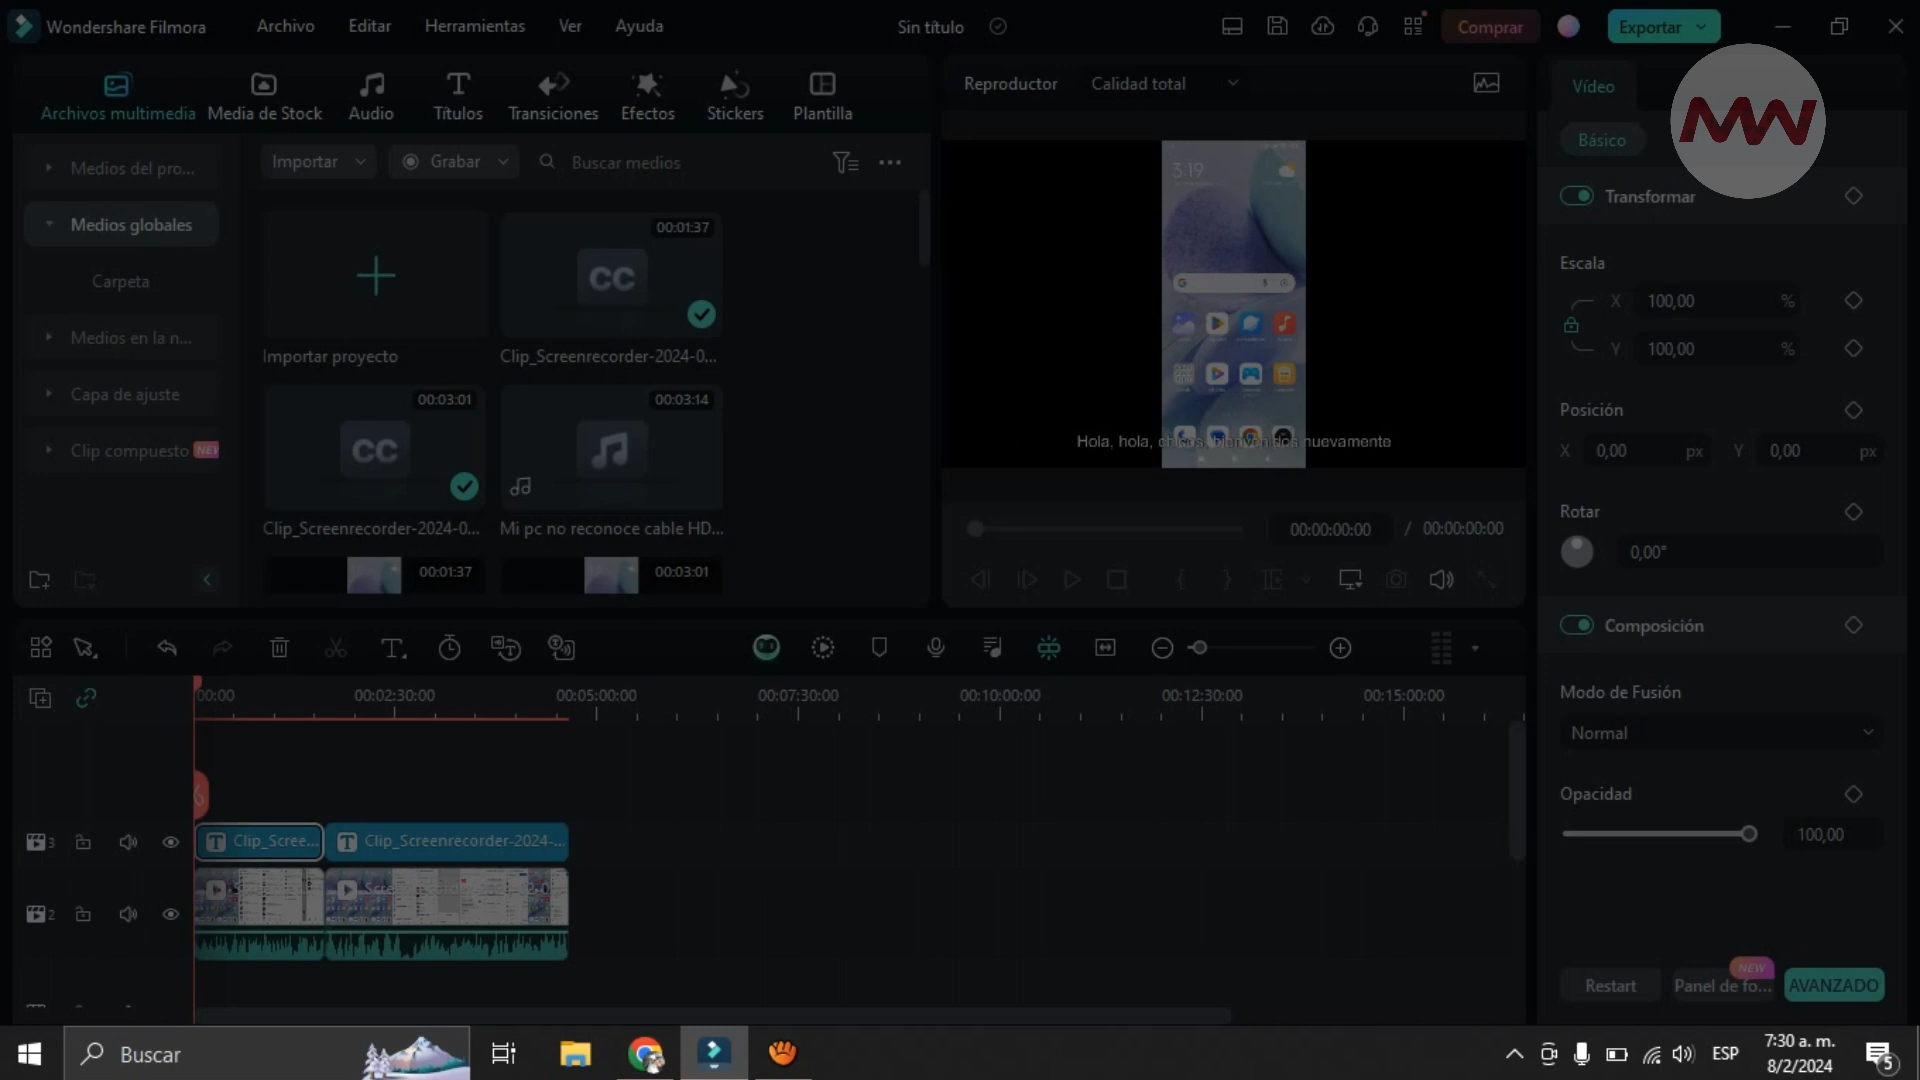 Wondershare Filmora
Archivo
Editar
Herramientas
Ver
Ayuda
Sin título
Comprar
Exportar
Archivos multimedia
Media de Stock
Audio
Títulos
Transiciones
Efectos
Stickers
Plantilla
Reproductor
Calidad total
Vídeo
MW
Básico
Medios del pro...
Medios globales
Carpeta
Medios en la n...
Capa de ajuste
Clip compuesto NEW
Importar
Grabar
Buscar medios
Importar proyecto
00:01:37
CC
Clip_Screenrecorder-2024-0...
00:03:01
CC
Clip_Screenrecorder-2024-0...
00:03:14
Mi pc no reconoce cable HD...
00:01:37
00:03:01
3:19
Hola, hola, chicos, bienvenidos nuevamente
00:00:00:00 / 00:00:00:00
Transformar
Escala
X 100,00 %
Y 100,00 %
Posición
X 0,00 px Y 0,00 px
Rotar
0,00°
Composición
Modo de Fusión
Normal
Opacidad
100,00
NEW
Restart
Panel de fo...
AVANZADO
00:00
00:02:30:00
00:05:00:00
00:07:30:00
00:10:00:00
00:12:30:00
00:15:00:00
3
Clip_Scree...
Clip_Screenrecorder-2024-...
2
Buscar
ESP
7:30 a. m.
8/2/2024
5